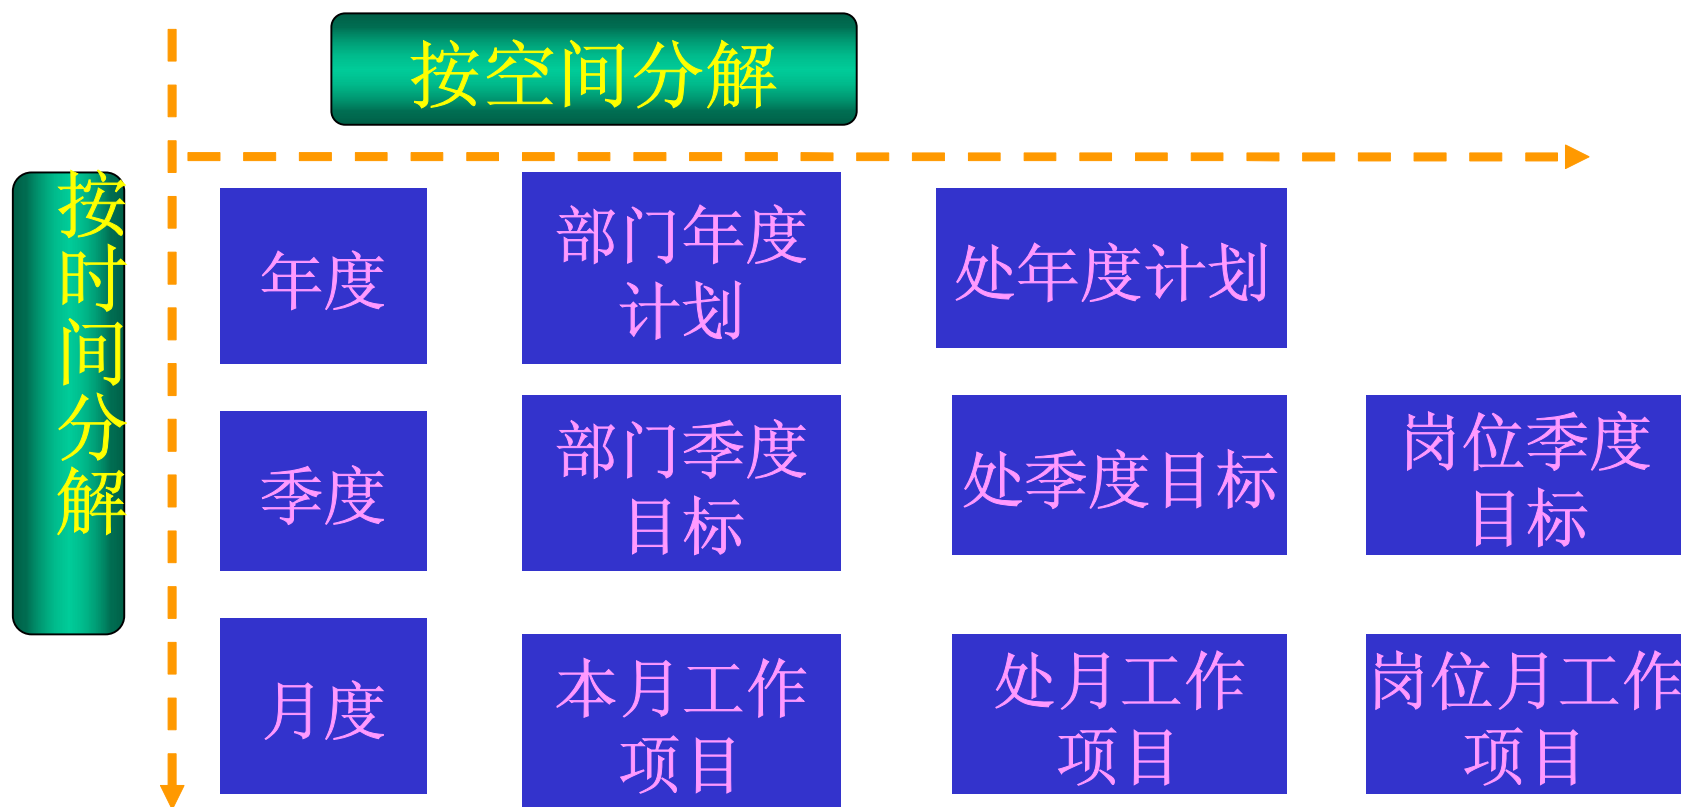 按空间分解
按时间分解
年度
部门年度
计划
处年度计划
季度
部门季度
目标
处季度目标
岗位季度
目标
月度
本月工作
项目
处月工作
项目
岗位月工作
项目